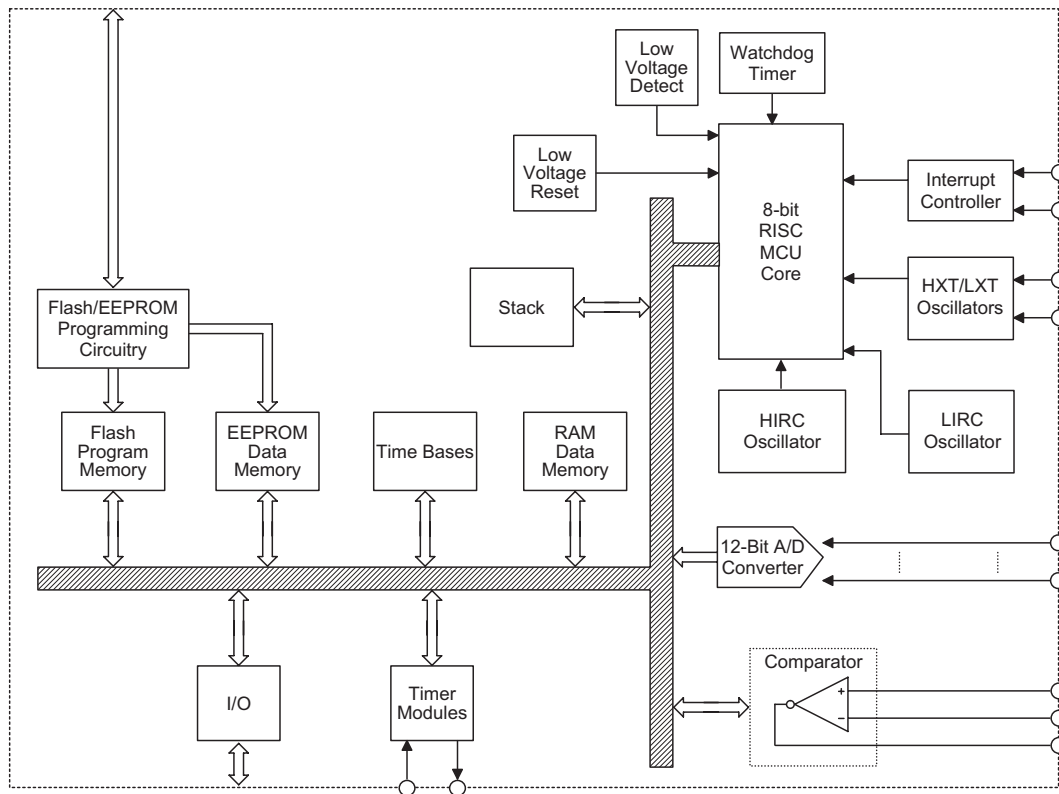 Low
Voltage
Detect
Watchdog
Timer
Low
Voltage
Reset
8-bit
RISC
MCU
Core
Interrupt
Controller
HXT/LXT
Oscillators
Stack
Flash/EEPROM
Programming
Circuitry
HIRC
Oscillator
LIRC
Oscillator
Flash
Program
Memory
EEPROM
Data
Memory
Time Bases
RAM
Data
Memory
12-Bit A/D
Converter
I/O
Timer
Modules
Comparator
+
−